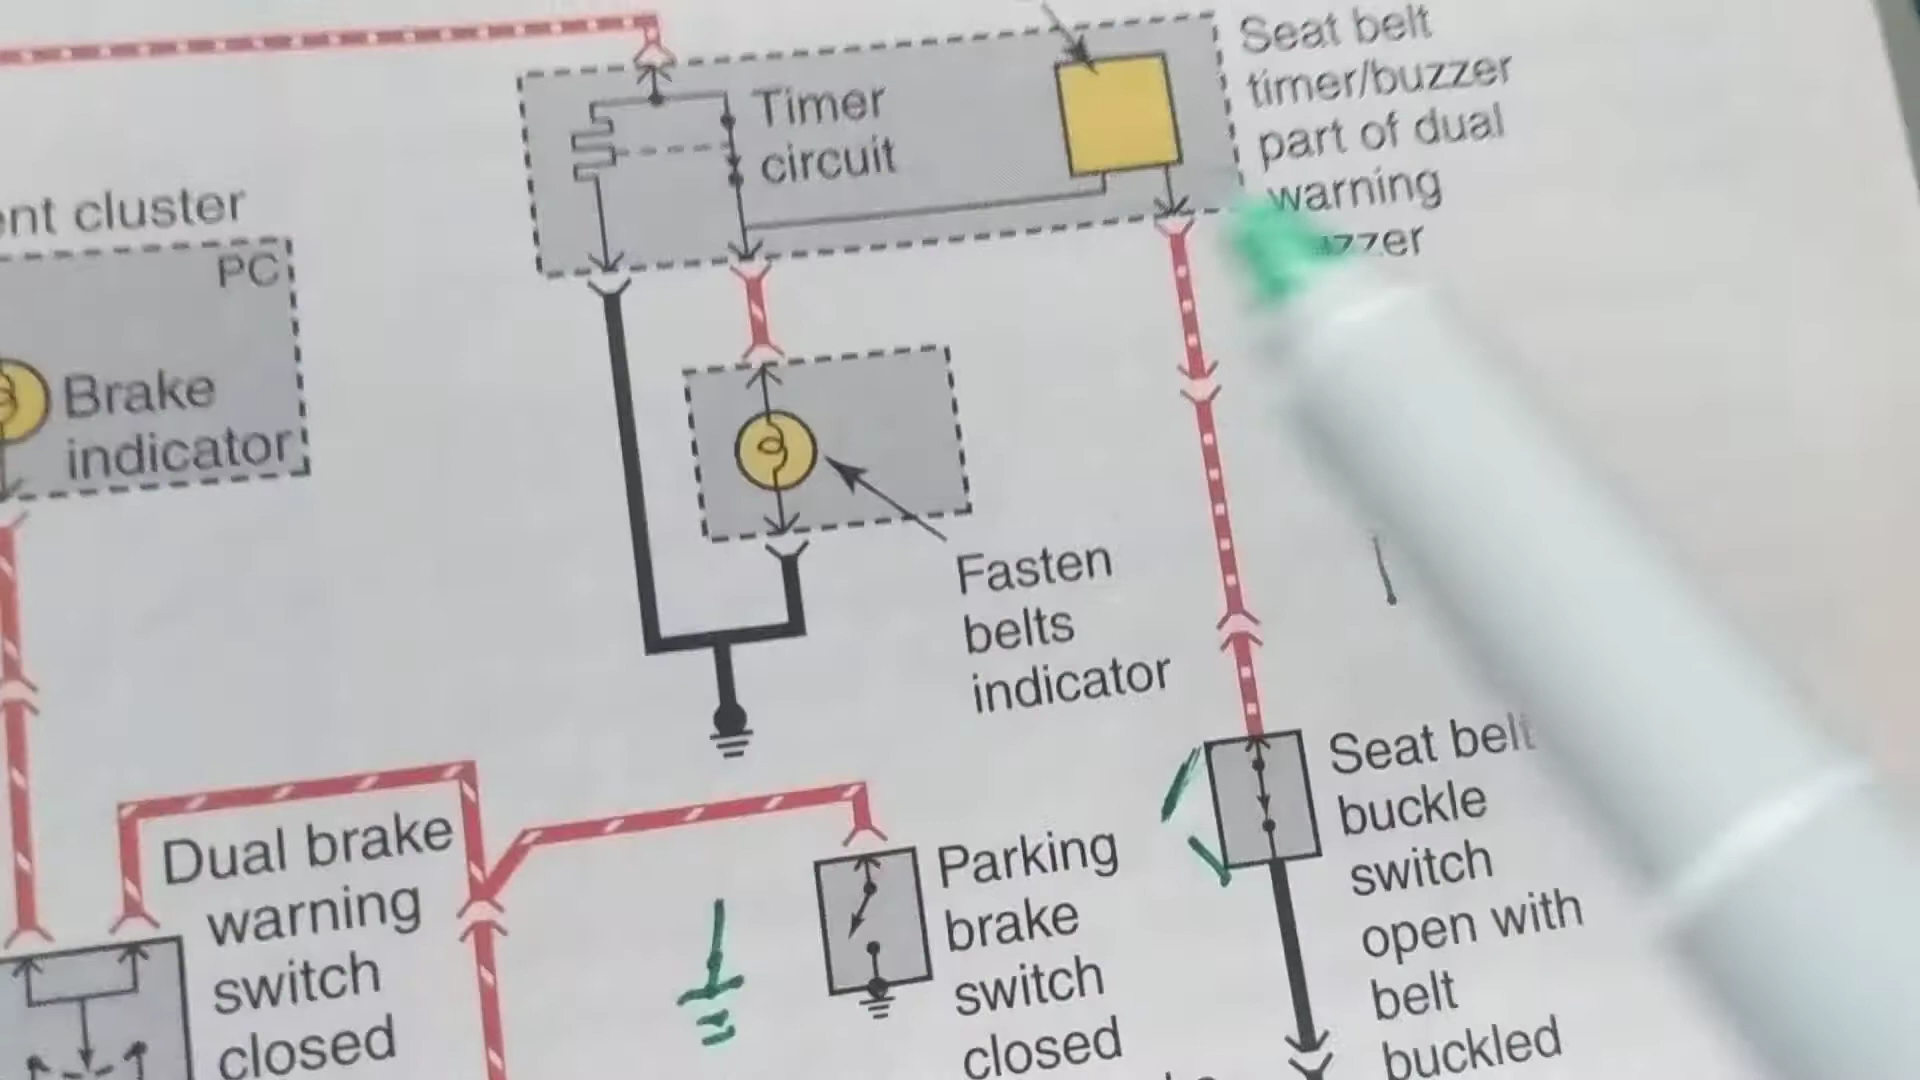 Seat belt
timer/buzzer
part of dual
warning
Timer
circuit
cluster
PC
Brake
indicator
Fasten
belts
indicator
Seat belt
buckle
switch
open with
belt
buckled
Dual brake
warning
switch
closed
Parking
brake
switch
closed